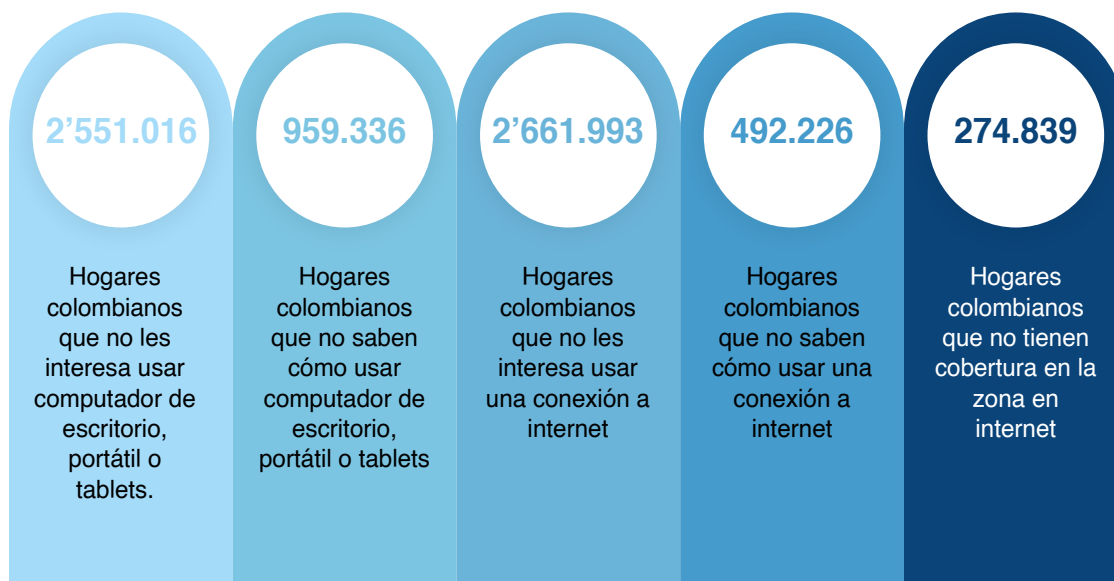 2’551.016
Hogares
colombianos
que no les
interesa usar
computador de
escritorio,
portátil o
tablets.
959.336
Hogares
colombianos
que no saben
cómo usar
computador de
escritorio,
portátil o tablets
2’661.993
Hogares
colombianos
que no les
interesa usar
una conexión a
internet
492.226
Hogares
colombianos
que no saben
cómo usar una
conexión a
internet
274.839
Hogares
colombianos
que no tienen
cobertura en la
zona en
internet